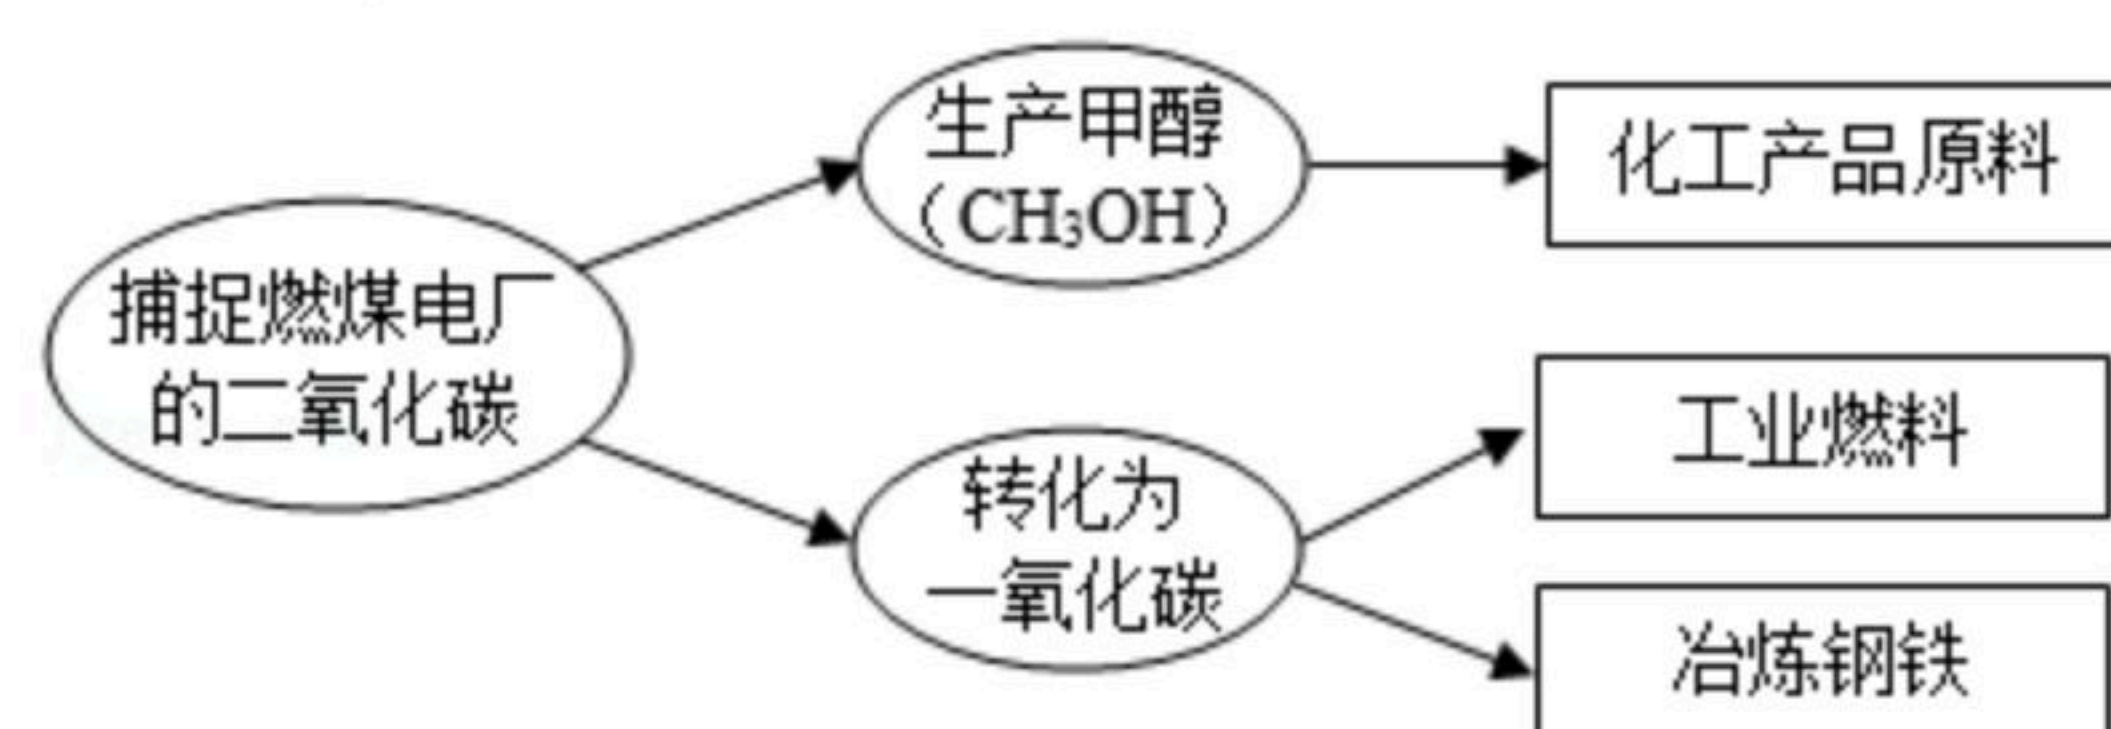 捕捉燃煤电厂
的二氧化碳
生产甲醇
（CH₃OH）
化工产品原料
转化为
一氧化碳
工业燃料
冶炼钢铁